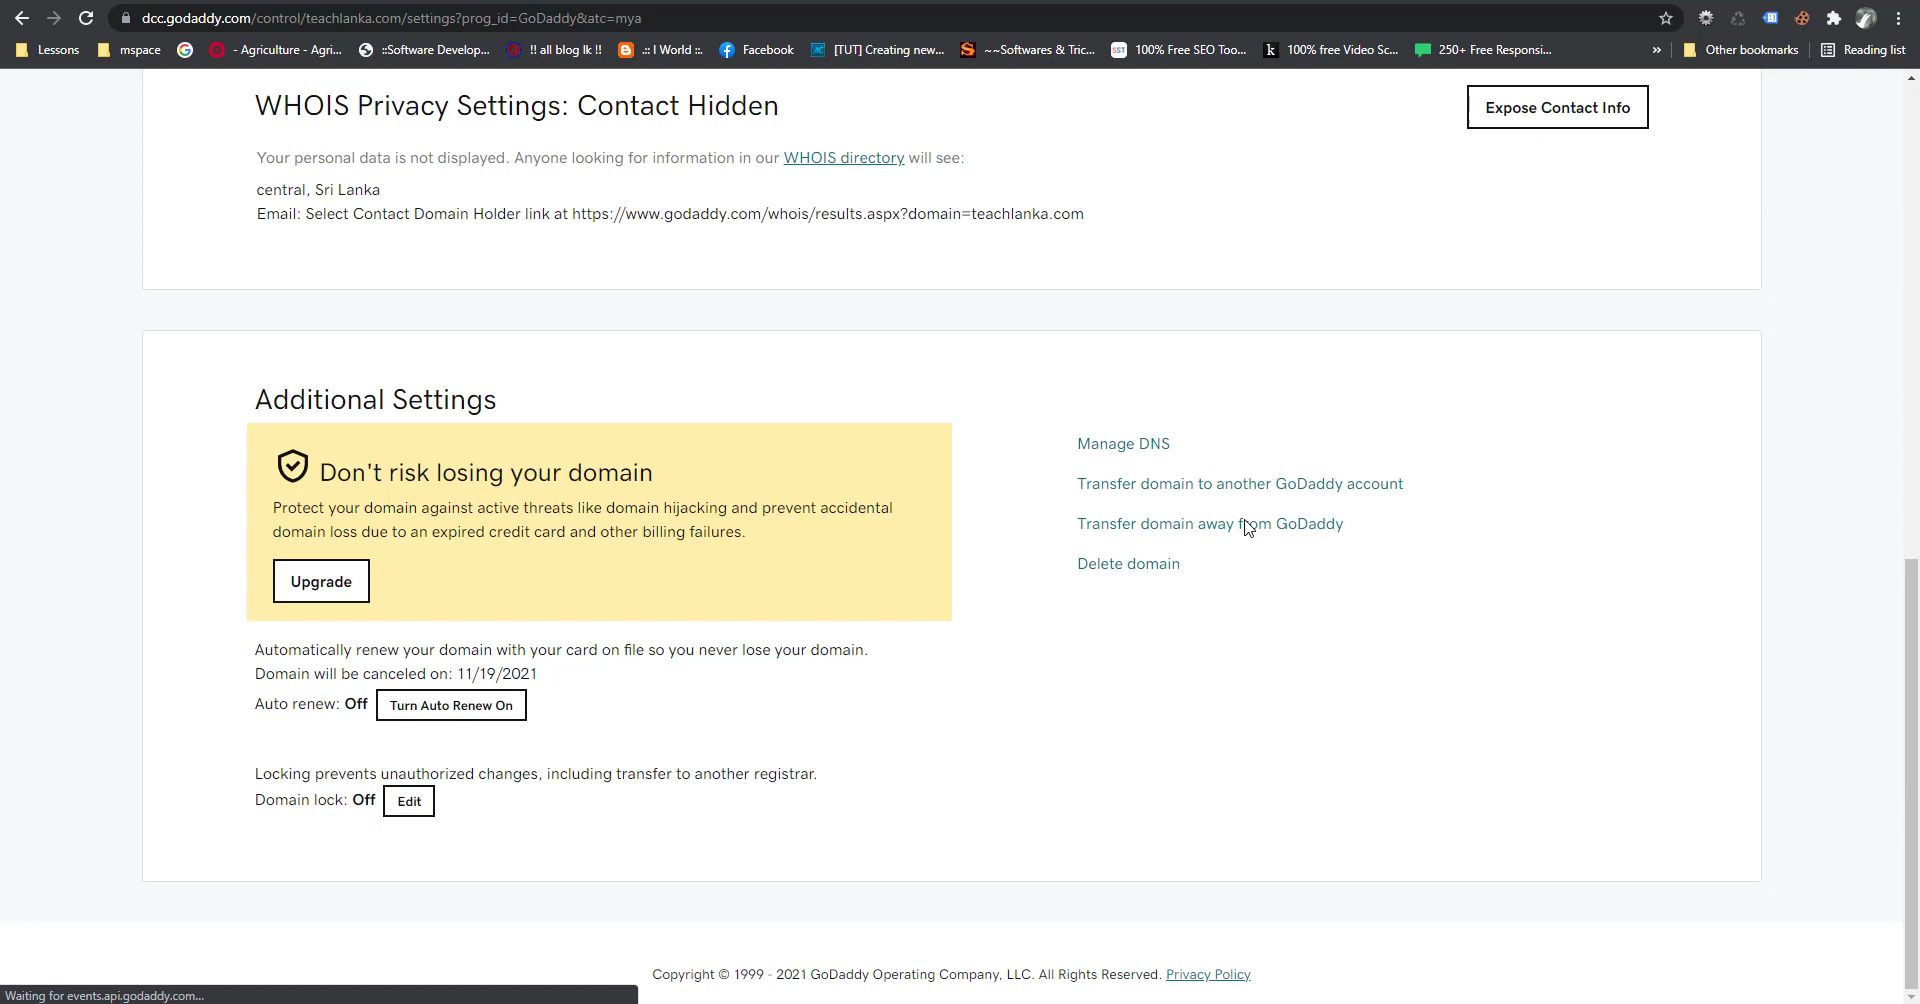 dcc.godaddy.com/control/teachlanka.com/settings?prog_id=GoDaddy&atc=mya
Lessons mspace - Agriculture - Agri... ::Software Develop... !! all blog lk !! .:: I World ::. Facebook [TUT] Creating new... ~~Softwares & Tric... SST 100% Free SEO Too... k 100% free Video Sc... 250+ Free Responsi... » Other bookmarks Reading list
WHOIS Privacy Settings: Contact Hidden
Expose Contact Info
Your personal data is not displayed. Anyone looking for information in our WHOIS directory will see:
central, Sri Lanka
Email: Select Contact Domain Holder link at https://www.godaddy.com/whois/results.aspx?domain=teachlanka.com
Additional Settings
Don't risk losing your domain
Protect your domain against active threats like domain hijacking and prevent accidental
domain loss due to an expired credit card and other billing failures.
Upgrade
Manage DNS
Transfer domain to another GoDaddy account
Transfer domain away from GoDaddy
Delete domain
Automatically renew your domain with your card on file so you never lose your domain.
Domain will be canceled on: 11/19/2021
Auto renew: Off Turn Auto Renew On
Locking prevents unauthorized changes, including transfer to another registrar.
Domain lock: Off Edit
Copyright © 1999 - 2021 GoDaddy Operating Company, LLC. All Rights Reserved. Privacy Policy
Waiting for events.api.godaddy.com...